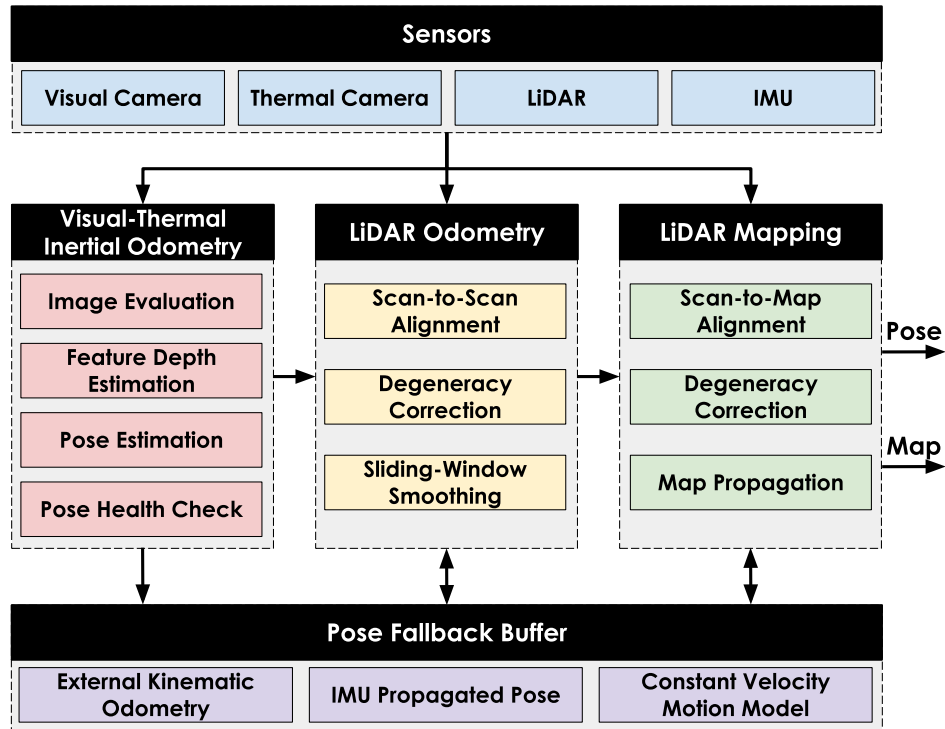 Sensors
Visual Camera
Thermal Camera
LiDAR
IMU
Visual-Thermal
Inertial Odometry
Image Evaluation
Feature Depth
Estimation
Pose Estimation
Pose Health Check
LiDAR Odometry
Scan-to-Scan
Alignment
Degeneracy
Correction
Sliding-Window
Smoothing
LiDAR Mapping
Scan-to-Map
Alignment
Degeneracy
Correction
Map Propagation
Pose
Map
Pose Fallback Buffer
External Kinematic
Odometry
IMU Propagated Pose
Constant Velocity
Motion Model